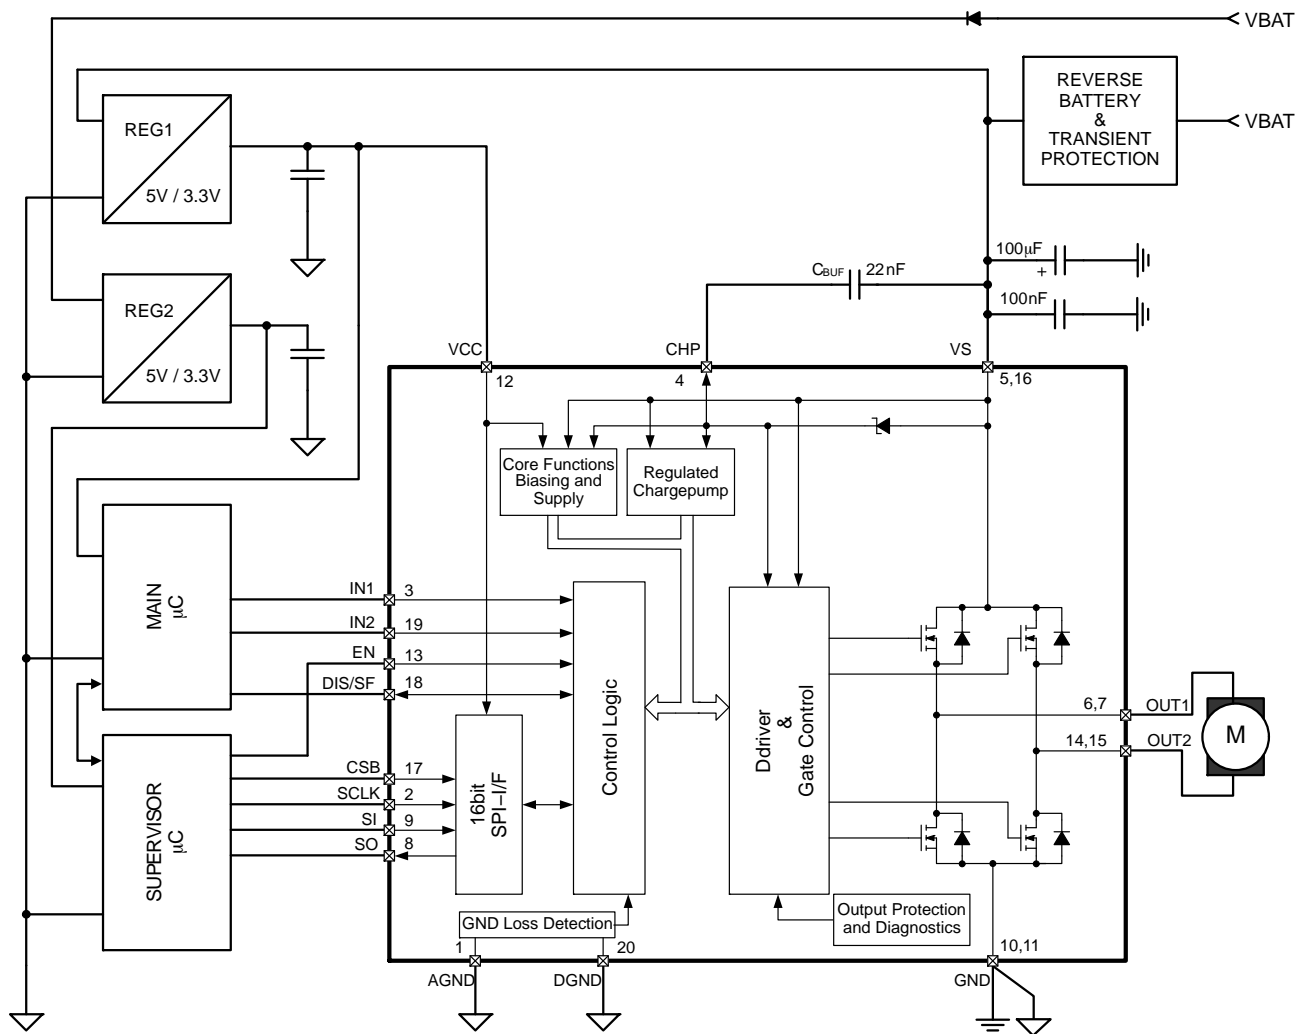 VBAT
REVERSE
BATTERY
&
TRANSIENT
PROTECTION
VBAT
REG1
5V / 3.3V
REG2
5V / 3.3V
100μF
+
CBUF
22nF
100nF
VCC
CHP
VS
12
4
5,16
Core Functions
Biasing and
Supply
Regulated
Chargepump
MAIN
μC
IN1
3
IN2
19
EN
13
DIS/SF
18
Control Logic
Ddriver
&
Gate Control
6,7
OUT1
14,15
OUT2
M
SUPERVISOR
μC
CSB
17
SCLK
2
SI
9
SO
8
16bit
SPI–I/F
GND Loss Detection
Output Protection
and Diagnostics
1
20
10,11
AGND
DGND
GND